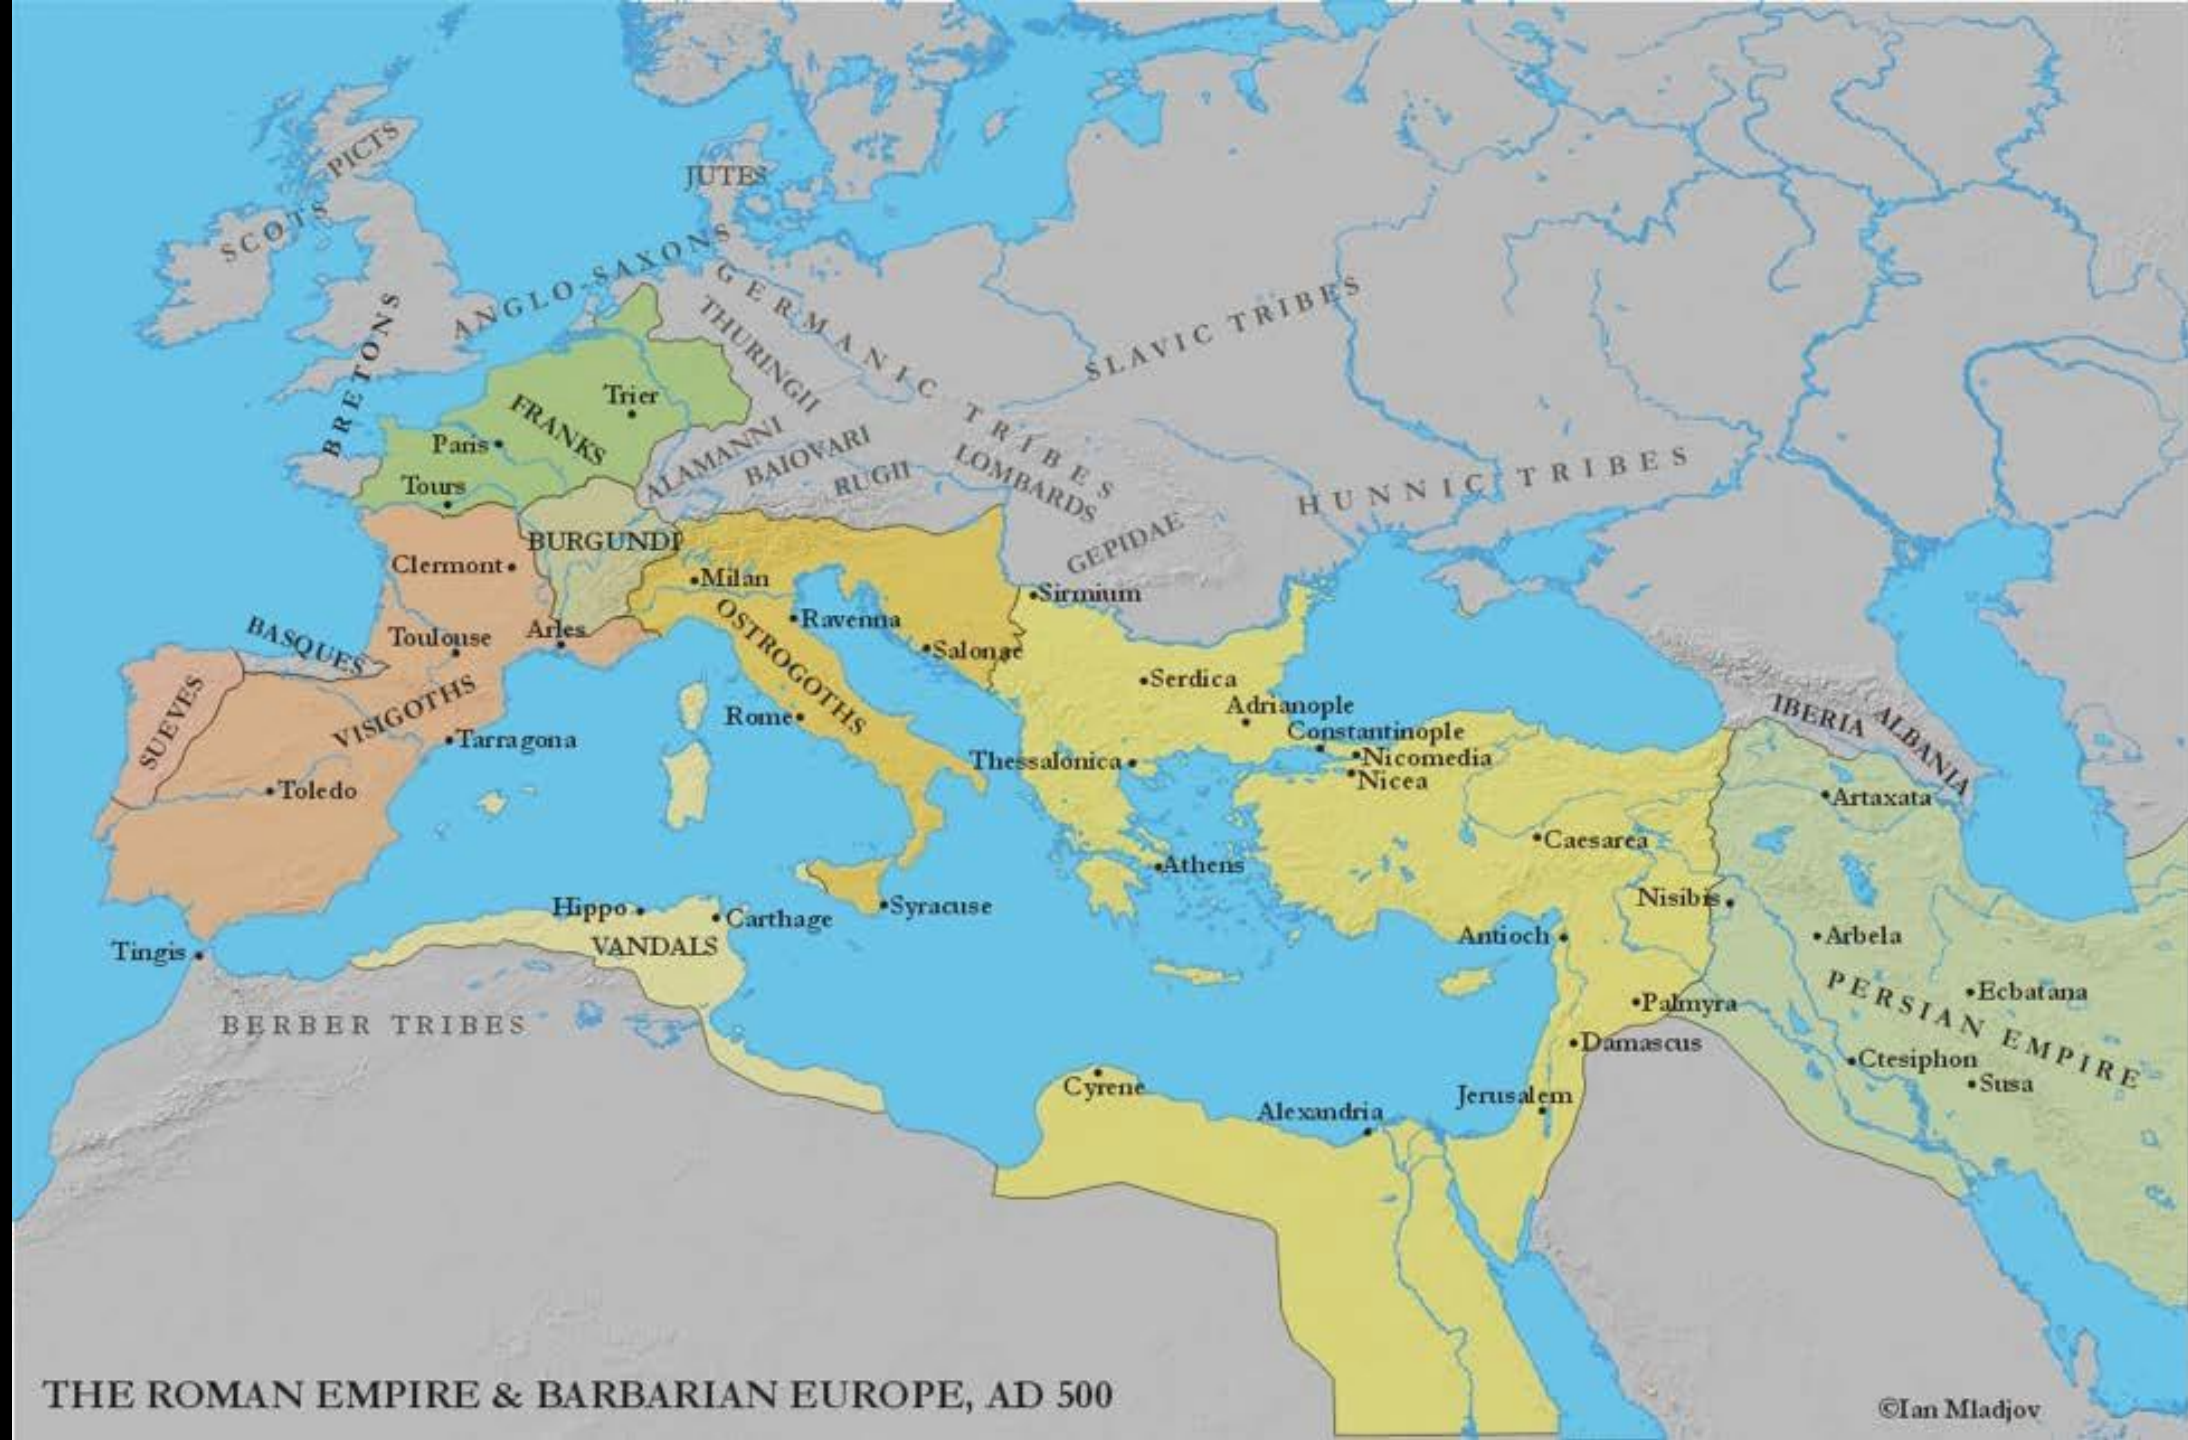 PICTS
SCOTS
JUTES
ANGLO-SAXONS
BRETONS
GERMANIC TRIBES
THURINGII
SLAVIC TRIBES
Trier
FRANKS
Paris
Tours
ALAMANNI
BAIOVARI
RUGII
LOMBARDS
GEPIDAE
HUNNIC TRIBES
BURGUNDI
Clermont
Milan
Sirmium
OSTROGOTHS
Ravenna
BASQUES
Toulouse
Arles
Salonae
SUEVES
VISIGOTHS
Serdica
Adrianople
Rome
Constantinople
IBERIA
ALBANIA
Tarragona
Thessalonica
Nicomedia
Nicea
Toledo
Artaxata
Caesarea
Athens
Hippo
Carthage
Syracuse
Nisibis
VANDALS
Antioch
Arbela
Tingis
PERSIAN EMPIRE
Ecbatana
Palmyra
BERBER TRIBES
Damascus
Ctesiphon
Susa
Cyrene
Jerusalem
Alexandria
THE ROMAN EMPIRE & BARBARIAN EUROPE, AD 500
©Ian Mladjov